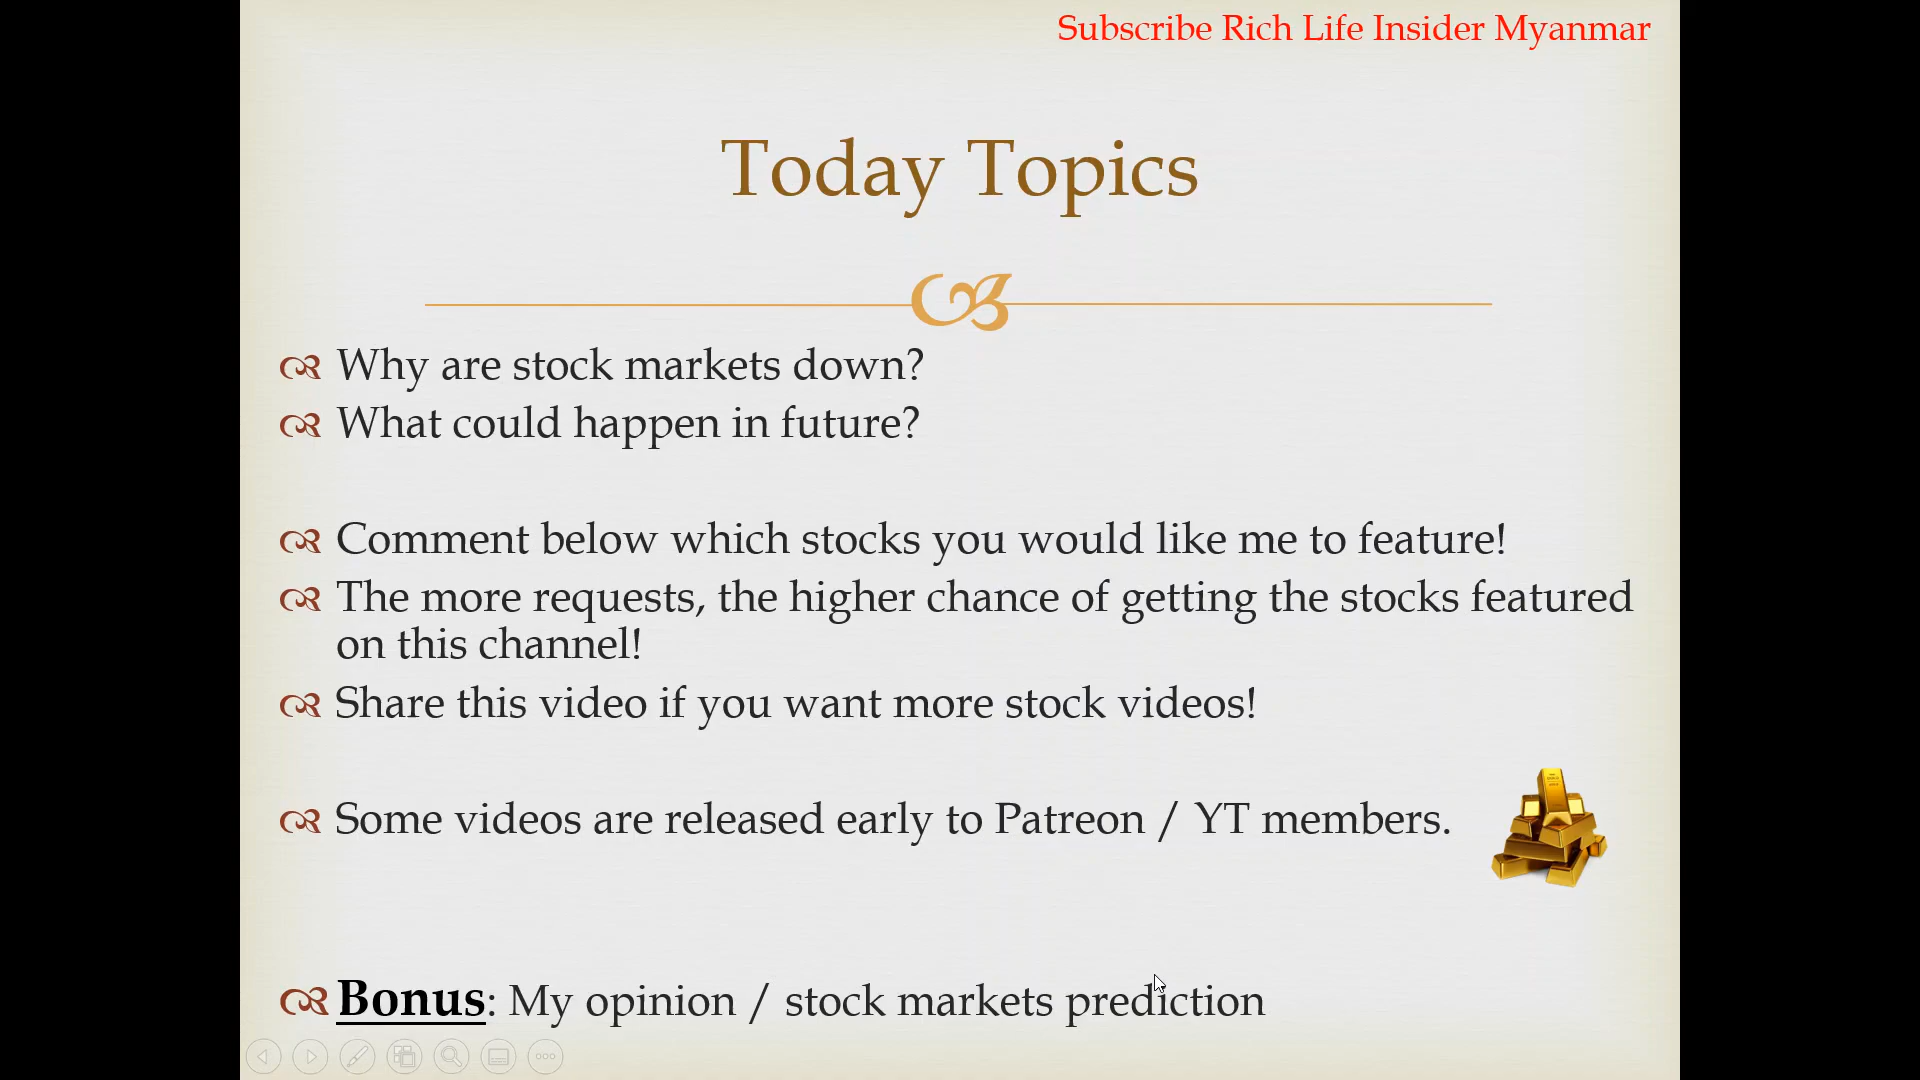 Subscribe Rich Life Insider Myanmar
Today Topics
Why are stock markets down?
What could happen in future?
Comment below which stocks you would like me to feature!
The more requests, the higher chance of getting the stocks featured
on this channel!
Share this video if you want more stock videos!
Some videos are released early to Patreon / YT members.
Bonus: My opinion / stock markets prediction